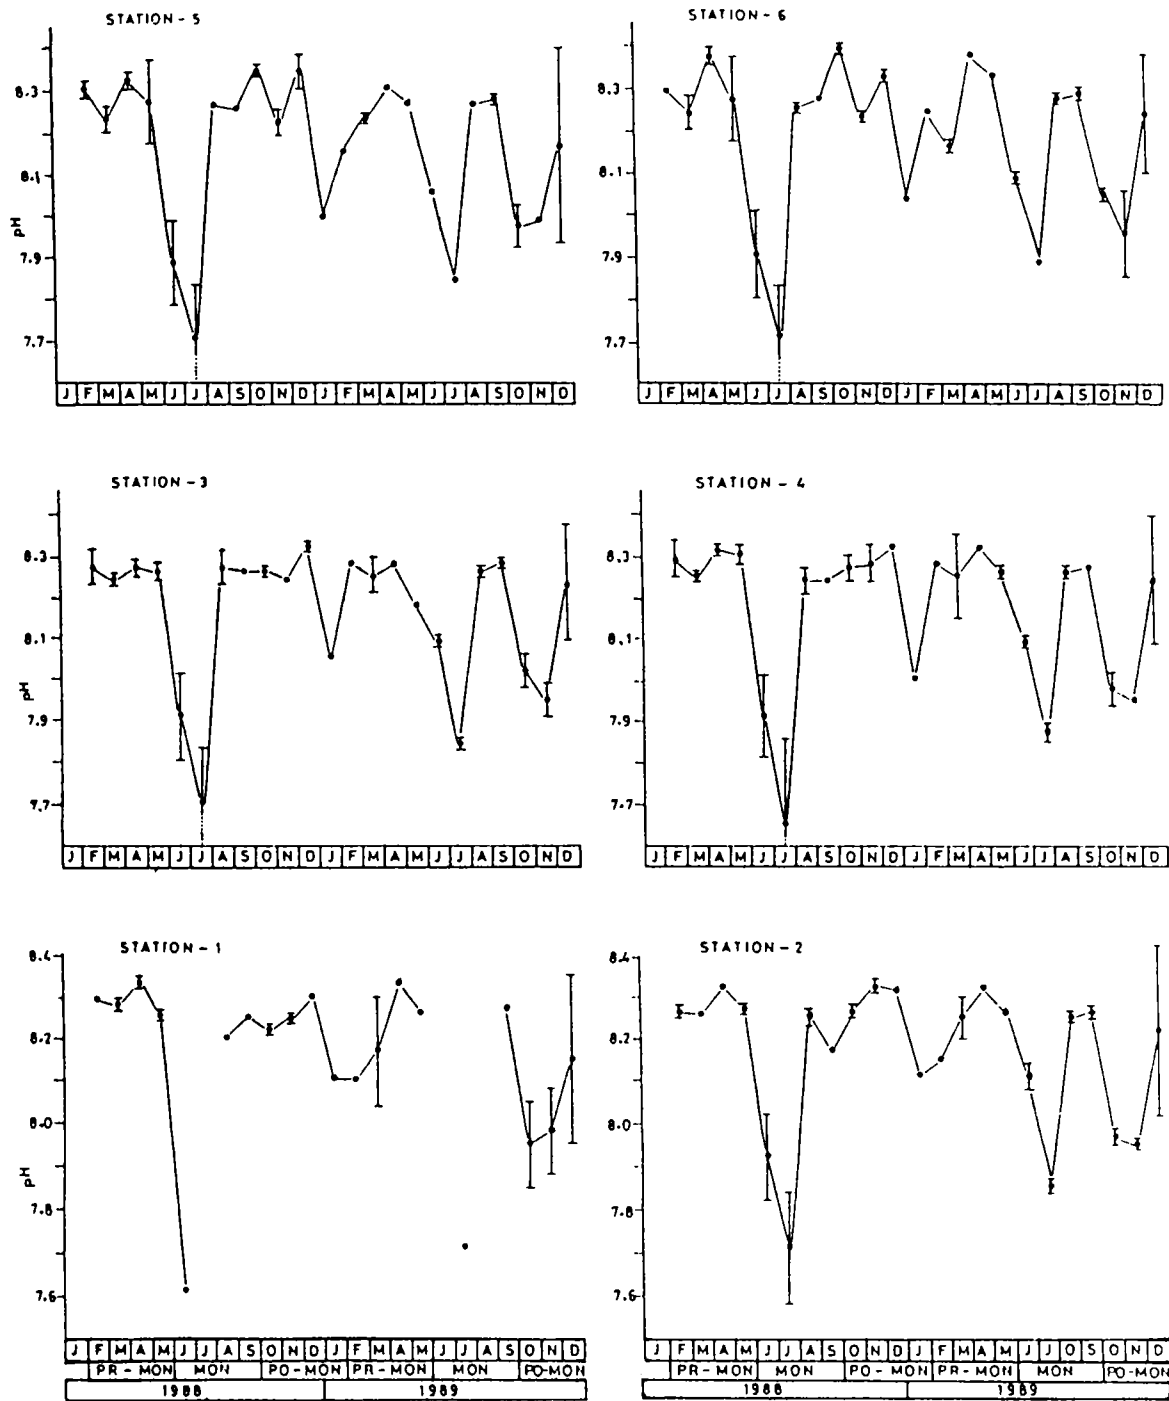 STATION - 5
8.3
8.1
7.9
7.7
pH
J F M A M J J A S O N D J F M A M J J A S O N D
STATION - 6
8.3
8.1
7.9
7.7
J F M A M J J A S O N D J F M A M J J A S O N D
STATION - 3
8.3
8.1
7.9
7.7
pH
J F M A M J J A S O N D J F M A M J J A S O N D
STATION - 4
8.3
8.1
7.9
7.7
J F M A M J J A S O N D J F M A M J J A S O N D
STATION - 1
8.4
8.2
8.0
7.8
7.6
pH
J F M A M J J A S O N D J F M A M J J A S O N D
PR - MON MON PO - MON PR - MON MON PO-MON
1988 1989
STATION - 2
8.4
8.2
8.0
7.8
7.6
J F M A M J J A S O N D J F M A M J J O S O N D
PR - MON MON PO - MON PR - MON MON PO-MON
1988 1989